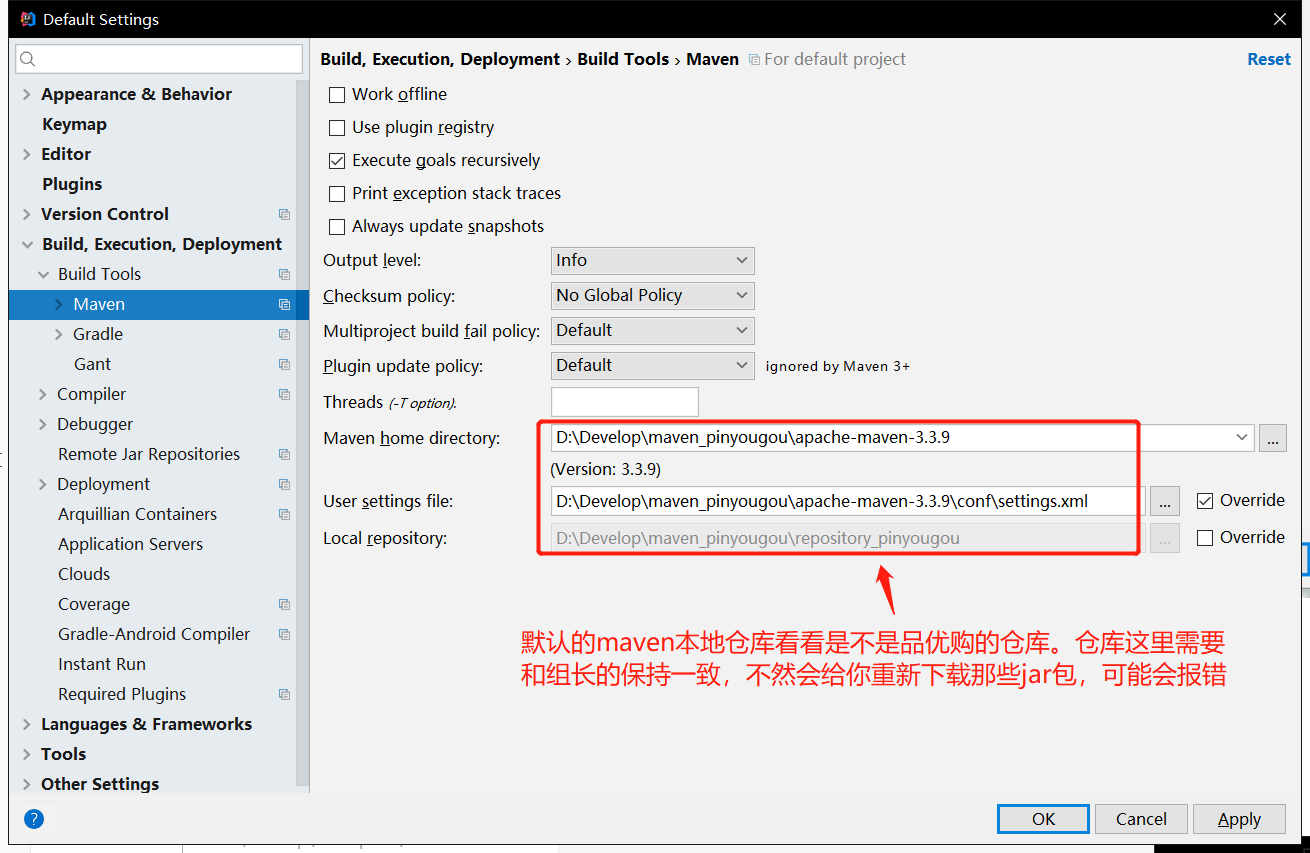 Default Settings
Appearance & Behavior
Keymap
Editor
Plugins
Version Control
Build, Execution, Deployment
Build Tools
Maven
Gradle
Gant
Compiler
Debugger
Remote Jar Repositories
Deployment
Arquillian Containers
Application Servers
Clouds
Coverage
Gradle-Android Compiler
Instant Run
Required Plugins
Languages & Frameworks
Tools
Other Settings
Build, Execution, Deployment › Build Tools › Maven For default project Reset
Work offline
Use plugin registry
Execute goals recursively
Print exception stack traces
Always update snapshots
Output level: Info
Checksum policy: No Global Policy
Multiproject build fail policy: Default
Plugin update policy: Default ignored by Maven 3+
Threads (-T option).
Maven home directory: D:\Develop\maven_pinyougou\apache-maven-3.3.9 ...
(Version: 3.3.9)
User settings file: D:\Develop\maven_pinyougou\apache-maven-3.3.9\conf\settings.xml ... Override
Local repository: D:\Develop\maven_pinyougou\repository_pinyougou ... Override
默认的maven本地仓库看看是不是品优购的仓库。仓库这里需要
和组长的保持一致，不然会给你重新下载那些jar包，可能会报错
? OK Cancel Apply